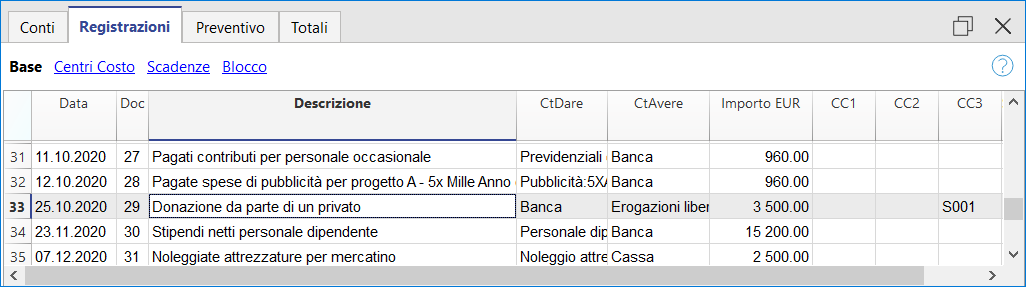 Conti Registrazioni Preventivo Totali
Base Centri Costo Scadenze Blocco
Data Doc Descrizione CtDare CtAvere Importo EUR CC1 CC2 CC3
31 11.10.2020 27 Pagati contributi per personale occasionale Previdenziali Banca 960.00
32 12.10.2020 28 Pagate spese di pubblicità per progetto A - 5x Mille Anno Pubblicità:5XA Banca 960.00
33 25.10.2020 29 Donazione da parte di un privato Banca Erogazioni liber 3 500.00 S001
34 23.11.2020 30 Stipendi netti personale dipendente Personale dip Banca 15 200.00
35 07.12.2020 31 Noleggiate attrezzature per mercatino Noleggio attre Cassa 2 500.00